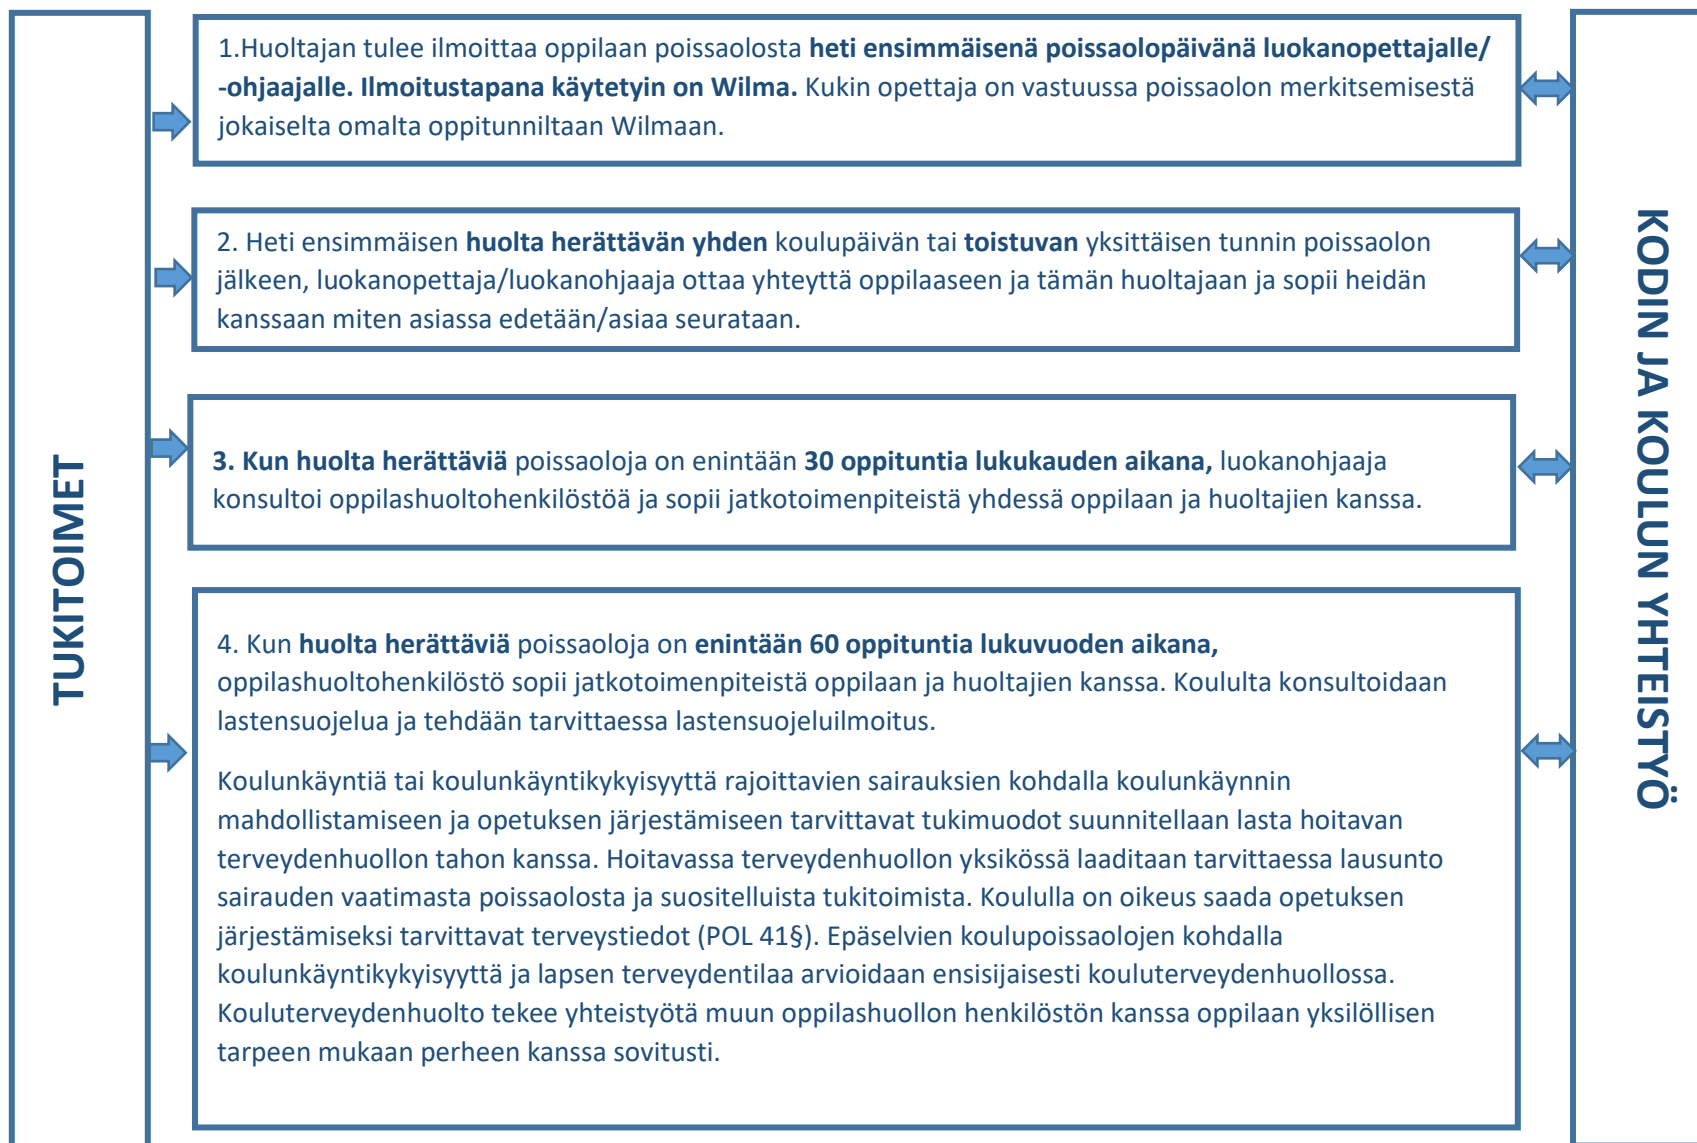 TUKITOIMET
1.Huoltajan tulee ilmoittaa oppilaan poissaolosta heti ensimmäisenä poissaolopäivänä luokanopettajalle/
-ohjaajalle. Ilmoitustapana käytetyin on Wilma. Kukin opettaja on vastuussa poissaolon merkitsemisestä
jokaiselta omalta oppitunniltaan Wilmaan.
2. Heti ensimmäisen huolta herättävän yhden koulupäivän tai toistuvan yksittäisen tunnin poissaolon
jälkeen, luokanopettaja/luokanohjaaja ottaa yhteyttä oppilaaseen ja tämän huoltajaan ja sopii heidän
kanssaan miten asiassa edetään/asiaa seurataan.
3. Kun huolta herättäviä poissaoloja on enintään 30 oppituntia lukukauden aikana, luokanohjaaja
konsultoi oppilashuoltohenkilöstöä ja sopii jatkotoimenpiteistä yhdessä oppilaan ja huoltajien kanssa.
4. Kun huolta herättäviä poissaoloja on enintään 60 oppituntia lukuvuoden aikana,
oppilashuoltohenkilöstö sopii jatkotoimenpiteistä oppilaan ja huoltajien kanssa. Koululta konsultoidaan
lastensuojelua ja tehdään tarvittaessa lastensuojeluilmoitus.
Koulunkäyntiä tai koulunkäyntikykyisyyttä rajoittavien sairauksien kohdalla koulunkäynnin
mahdollistamiseen ja opetuksen järjestämiseen tarvittavat tukimuodot suunnitellaan lasta hoitavan
terveydenhuollon tahon kanssa. Hoitavassa terveydenhuollon yksikössä laaditaan tarvittaessa lausunto
sairauden vaatimasta poissaolosta ja suositelluista tukitoimista. Koululla on oikeus saada opetuksen
järjestämiseksi tarvittavat terveystiedot (POL 41§). Epäselvien koulupoissaolojen kohdalla
koulunkäyntikykyisyyttä ja lapsen terveydentilaa arvioidaan ensisijaisesti kouluterveydenhuollossa.
Kouluterveydenhuolto tekee yhteistyötä muun oppilashuollon henkilöstön kanssa oppilaan yksilöllisen
tarpeen mukaan perheen kanssa sovitusti.
KODIN JA KOULUN YHTEISTYÖ